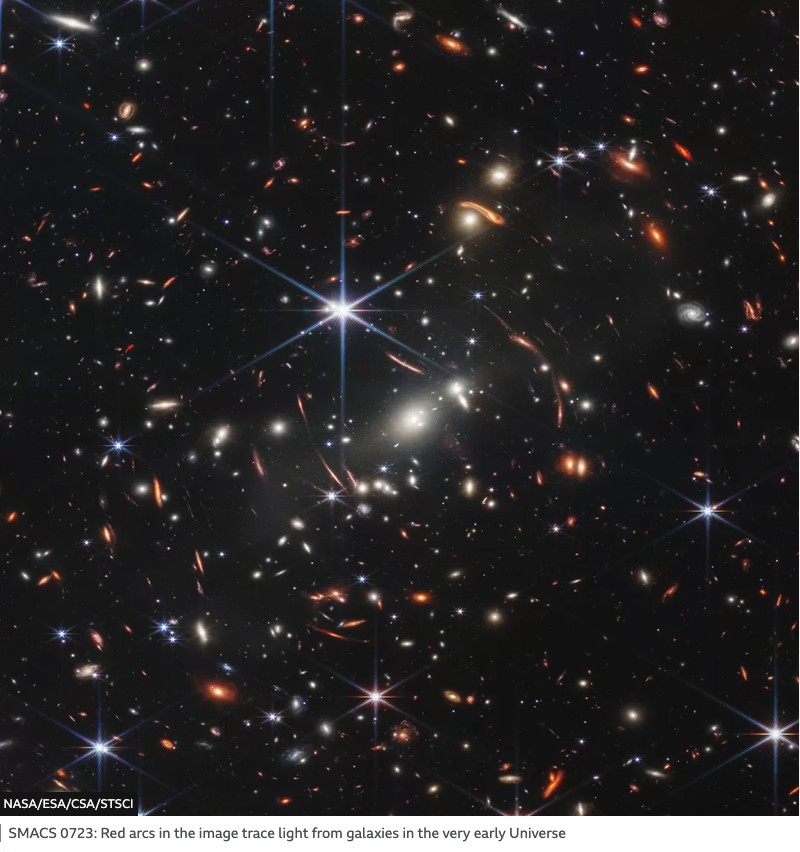 NASA/ESA/CSA/STSCI
SMACS 0723: Red arcs in the image trace light from galaxies in the very early Universe